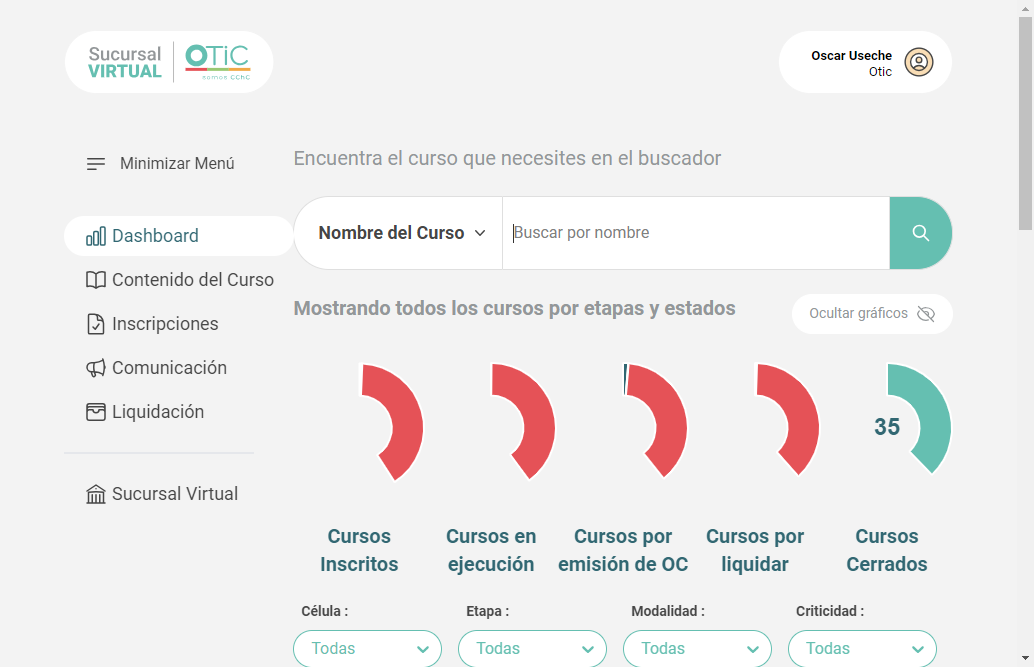 Sucursal
VIRTUAL
OTiC
somos CChC
Oscar Useche
Otic
Minimizar Menú
Dashboard
Contenido del Curso
Inscripciones
Comunicación
Liquidación
Sucursal Virtual
Encuentra el curso que necesites en el buscador
Nombre del Curso
Buscar por nombre
Mostrando todos los cursos por etapas y estados
Ocultar gráficos
35
Cursos
Inscritos
Cursos en
ejecución
Cursos por
emisión de OC
Cursos por
liquidar
Cursos
Cerrados
Célula :
Etapa :
Modalidad :
Criticidad :
Todas
Todas
Todas
Todas